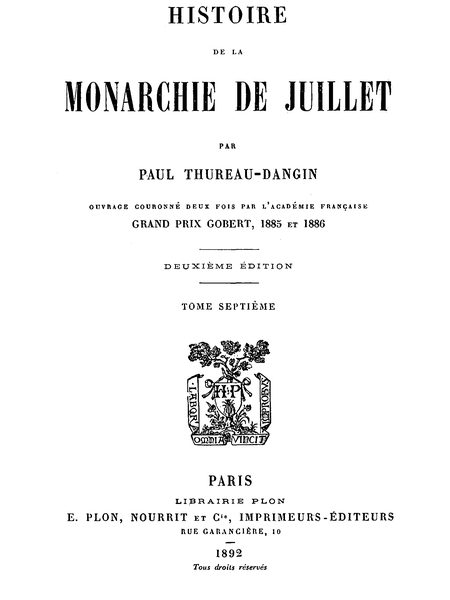 HISTOIRE
DE LA
MONARCHIE DE JUILLET
PAR
PAUL THUREAU-DANGIN
OUVRAGE COURONNÉ DEUX FOIS PAR L'ACADÉMIE FRANÇAISE
GRAND PRIX GOBERT, 1885 ET 1886
DEUXIÈME ÉDITION
TOME SEPTIÈME
LABOR
H P
IMPROBUS
OMNIA VINCIT
PARIS
LIBRAIRIE PLON
E. PLON, NOURRIT ET Cie, IMPRIMEURS-ÉDITEURS
RUE GARANCIÈRE, 10
1892
Tous droits réservés